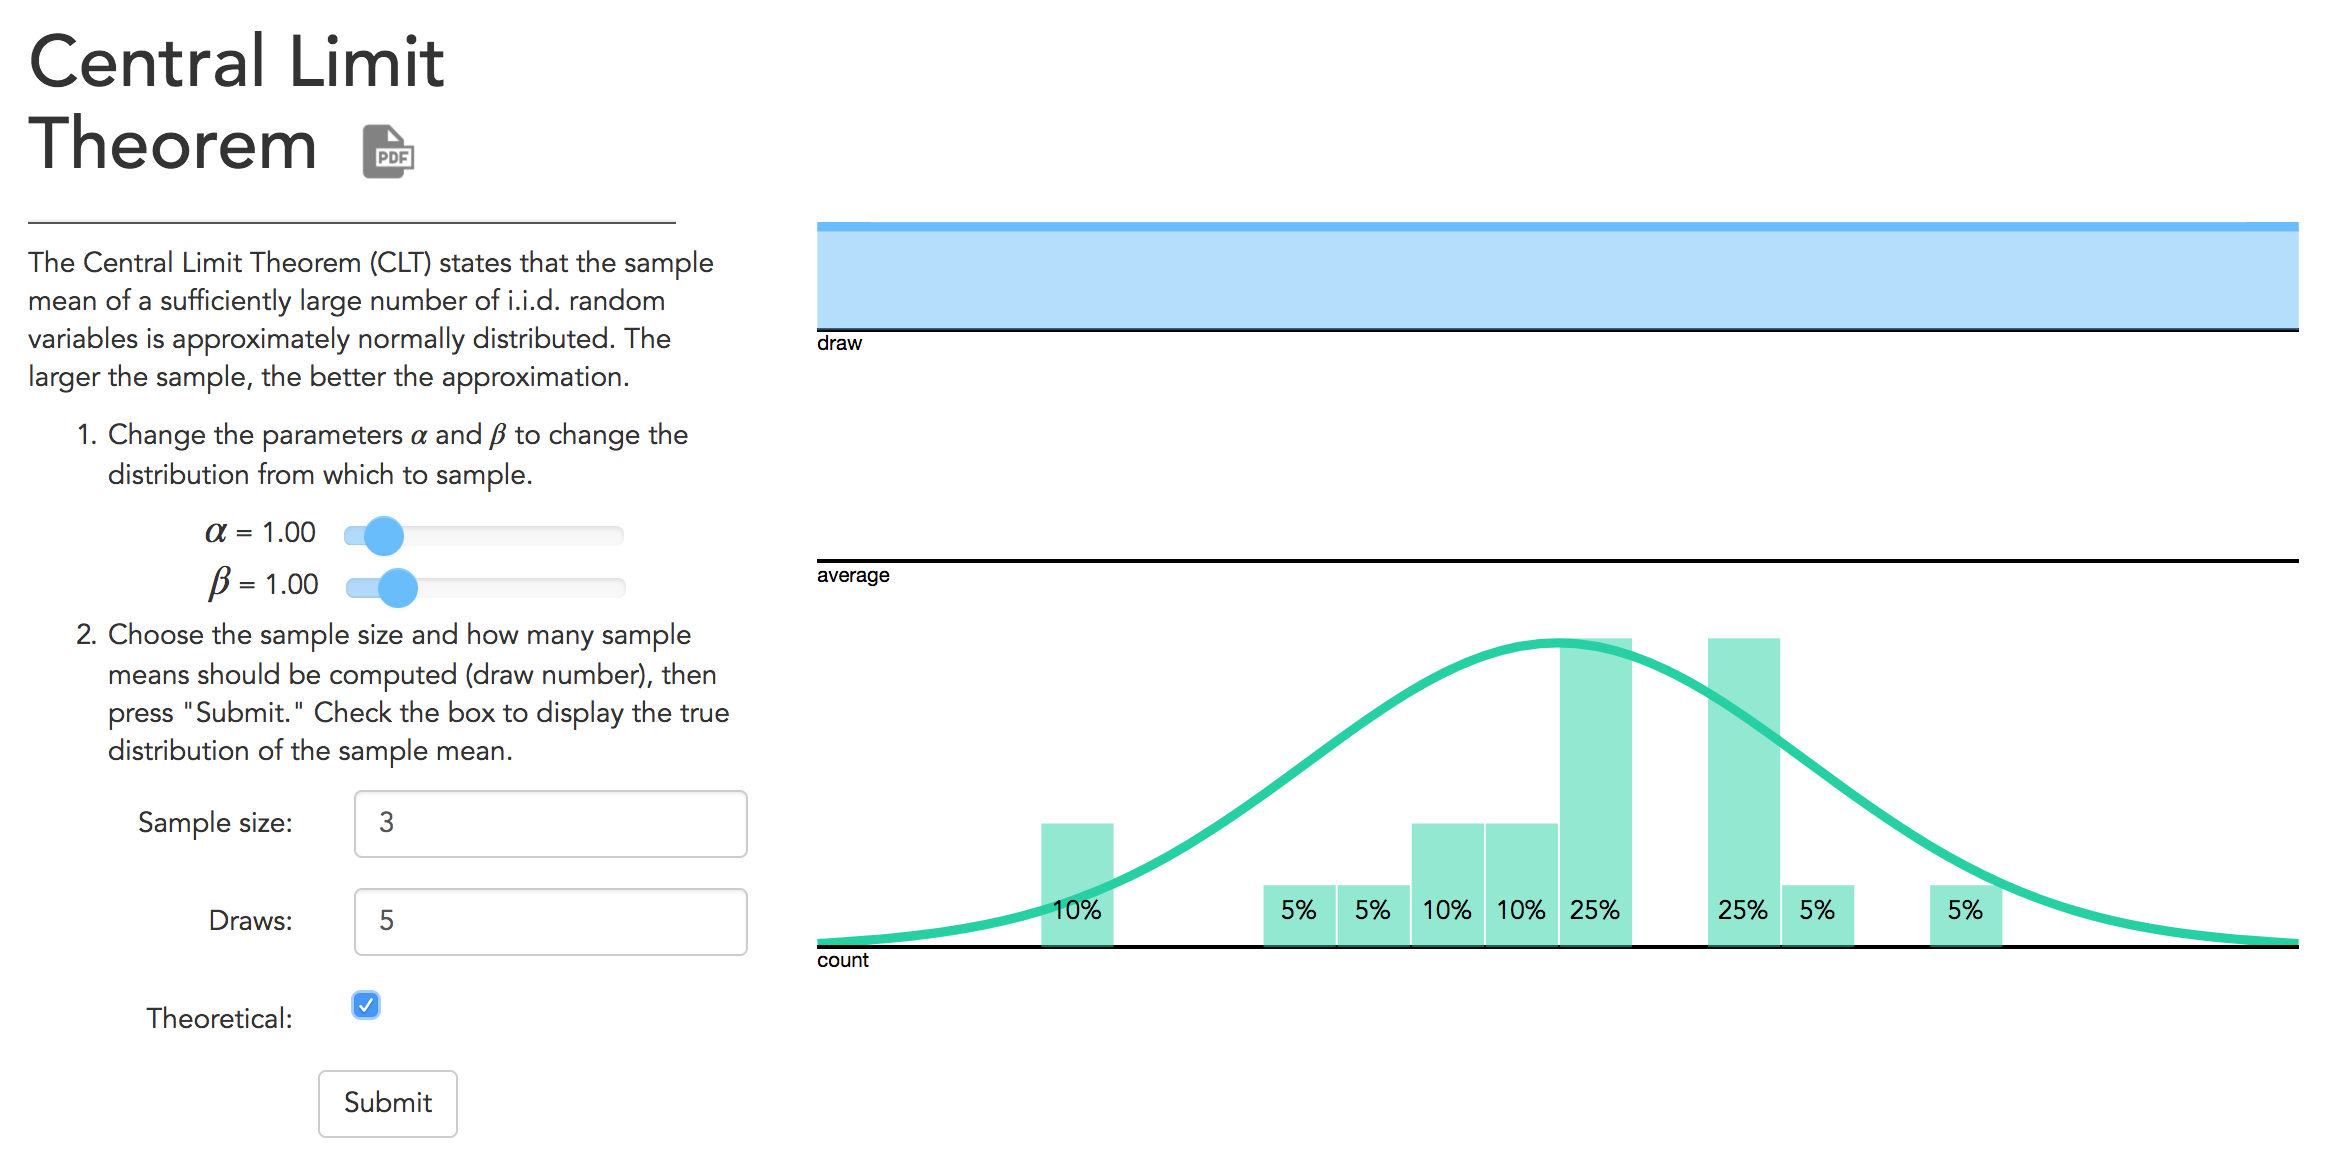 Central Limit
Theorem
PDF
The Central Limit Theorem (CLT) states that the sample
mean of a sufficiently large number of i.i.d. random
variables is approximately normally distributed. The
larger the sample, the better the approximation.
1. Change the parameters α and β to change the
distribution from which to sample.
α = 1.00
β = 1.00
2. Choose the sample size and how many sample
means should be computed (draw number), then
press "Submit." Check the box to display the true
distribution of the sample mean.
Sample size: 3
Draws: 5
Theoretical:
Submit
draw
average
10% 5% 5% 10% 10% 25% 25% 5% 5%
count